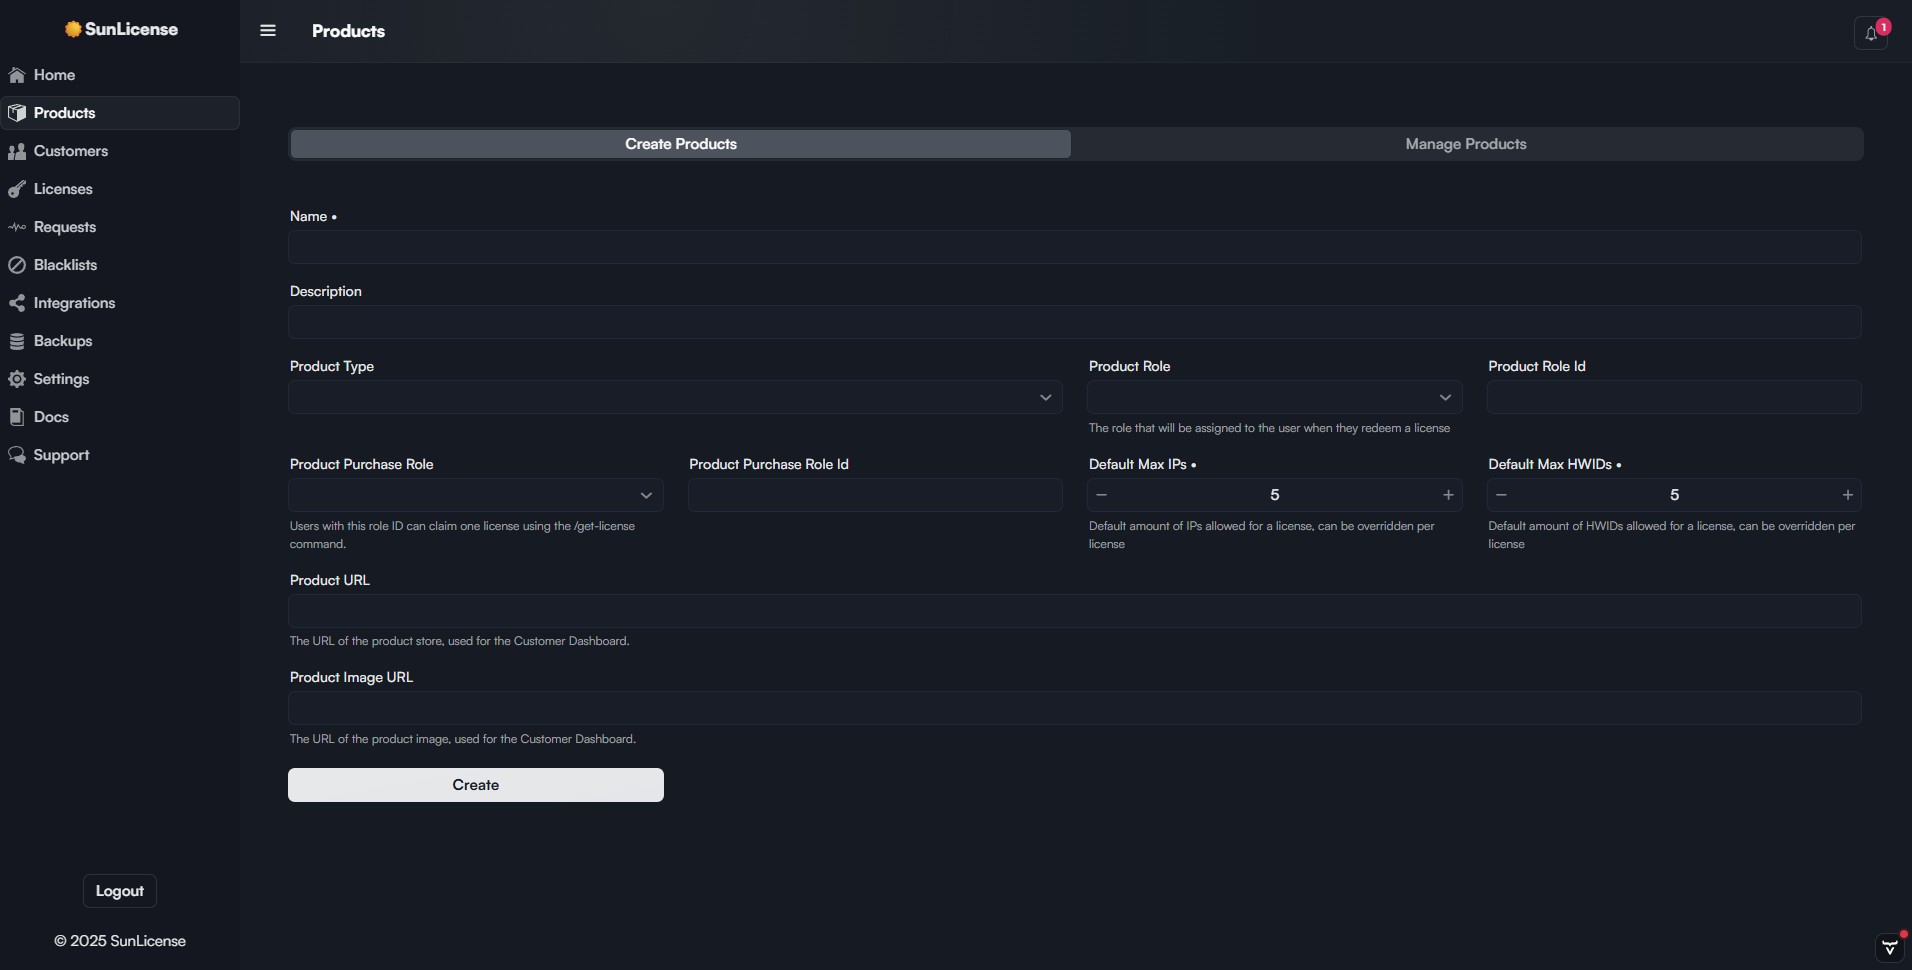 SunLicense
Products
1
Home
Products
Customers
Licenses
Requests
Blacklists
Integrations
Backups
Settings
Docs
Support
Create Products
Manage Products
Name •
Description
Product Type
Product Role
Product Role Id
The role that will be assigned to the user when they redeem a license
Product Purchase Role
Product Purchase Role Id
Default Max IPs •
Default Max HWIDs •
5
5
Users with this role ID can claim one license using the /get-license
command.
Default amount of IPs allowed for a license, can be overridden per
license
Default amount of HWIDs allowed for a license, can be overridden per
license
Product URL
The URL of the product store, used for the Customer Dashboard.
Product Image URL
The URL of the product image, used for the Customer Dashboard.
Create
Logout
© 2025 SunLicense